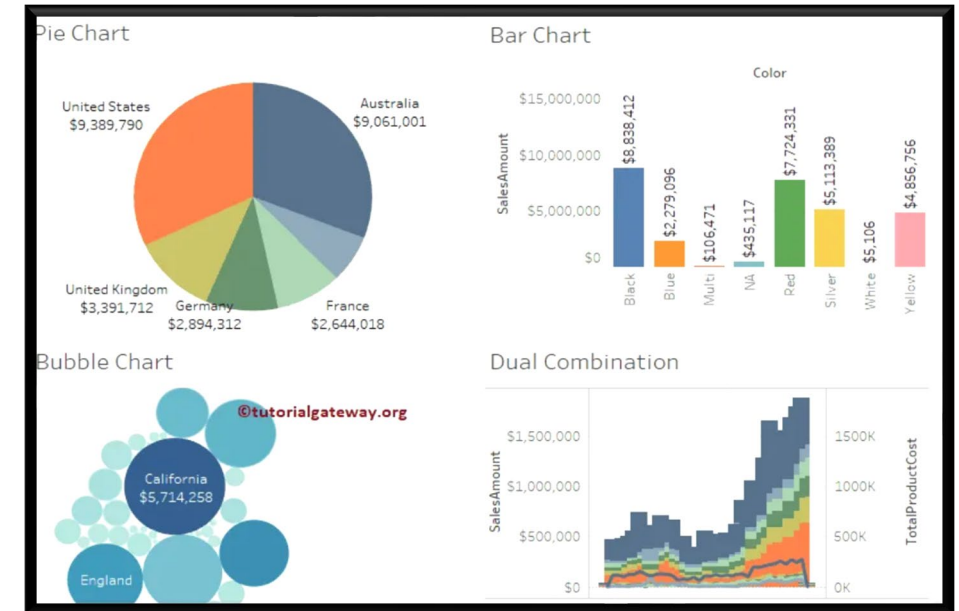 Pie Chart
United States
$9,389,790
Australia
$9,061,001
United Kingdom
$3,391,712
Germany
$2,894,312
France
$2,644,018
Bar Chart
Color
SalesAmount
$15,000,000
$10,000,000
$5,000,000
$0
$8,838,412
$2,279,096
$106,471
$435,117
$7,724,331
$5,113,389
$5,106
$4,856,756
Black
Blue
Multi
NA
Red
Silver
White
Yellow
Bubble Chart
©tutorialgateway.org
California
$5,714,258
England
Dual Combination
SalesAmount
$1,500,000
$1,000,000
$500,000
$0
1500K
1000K
500K
0K
TotalProductCost